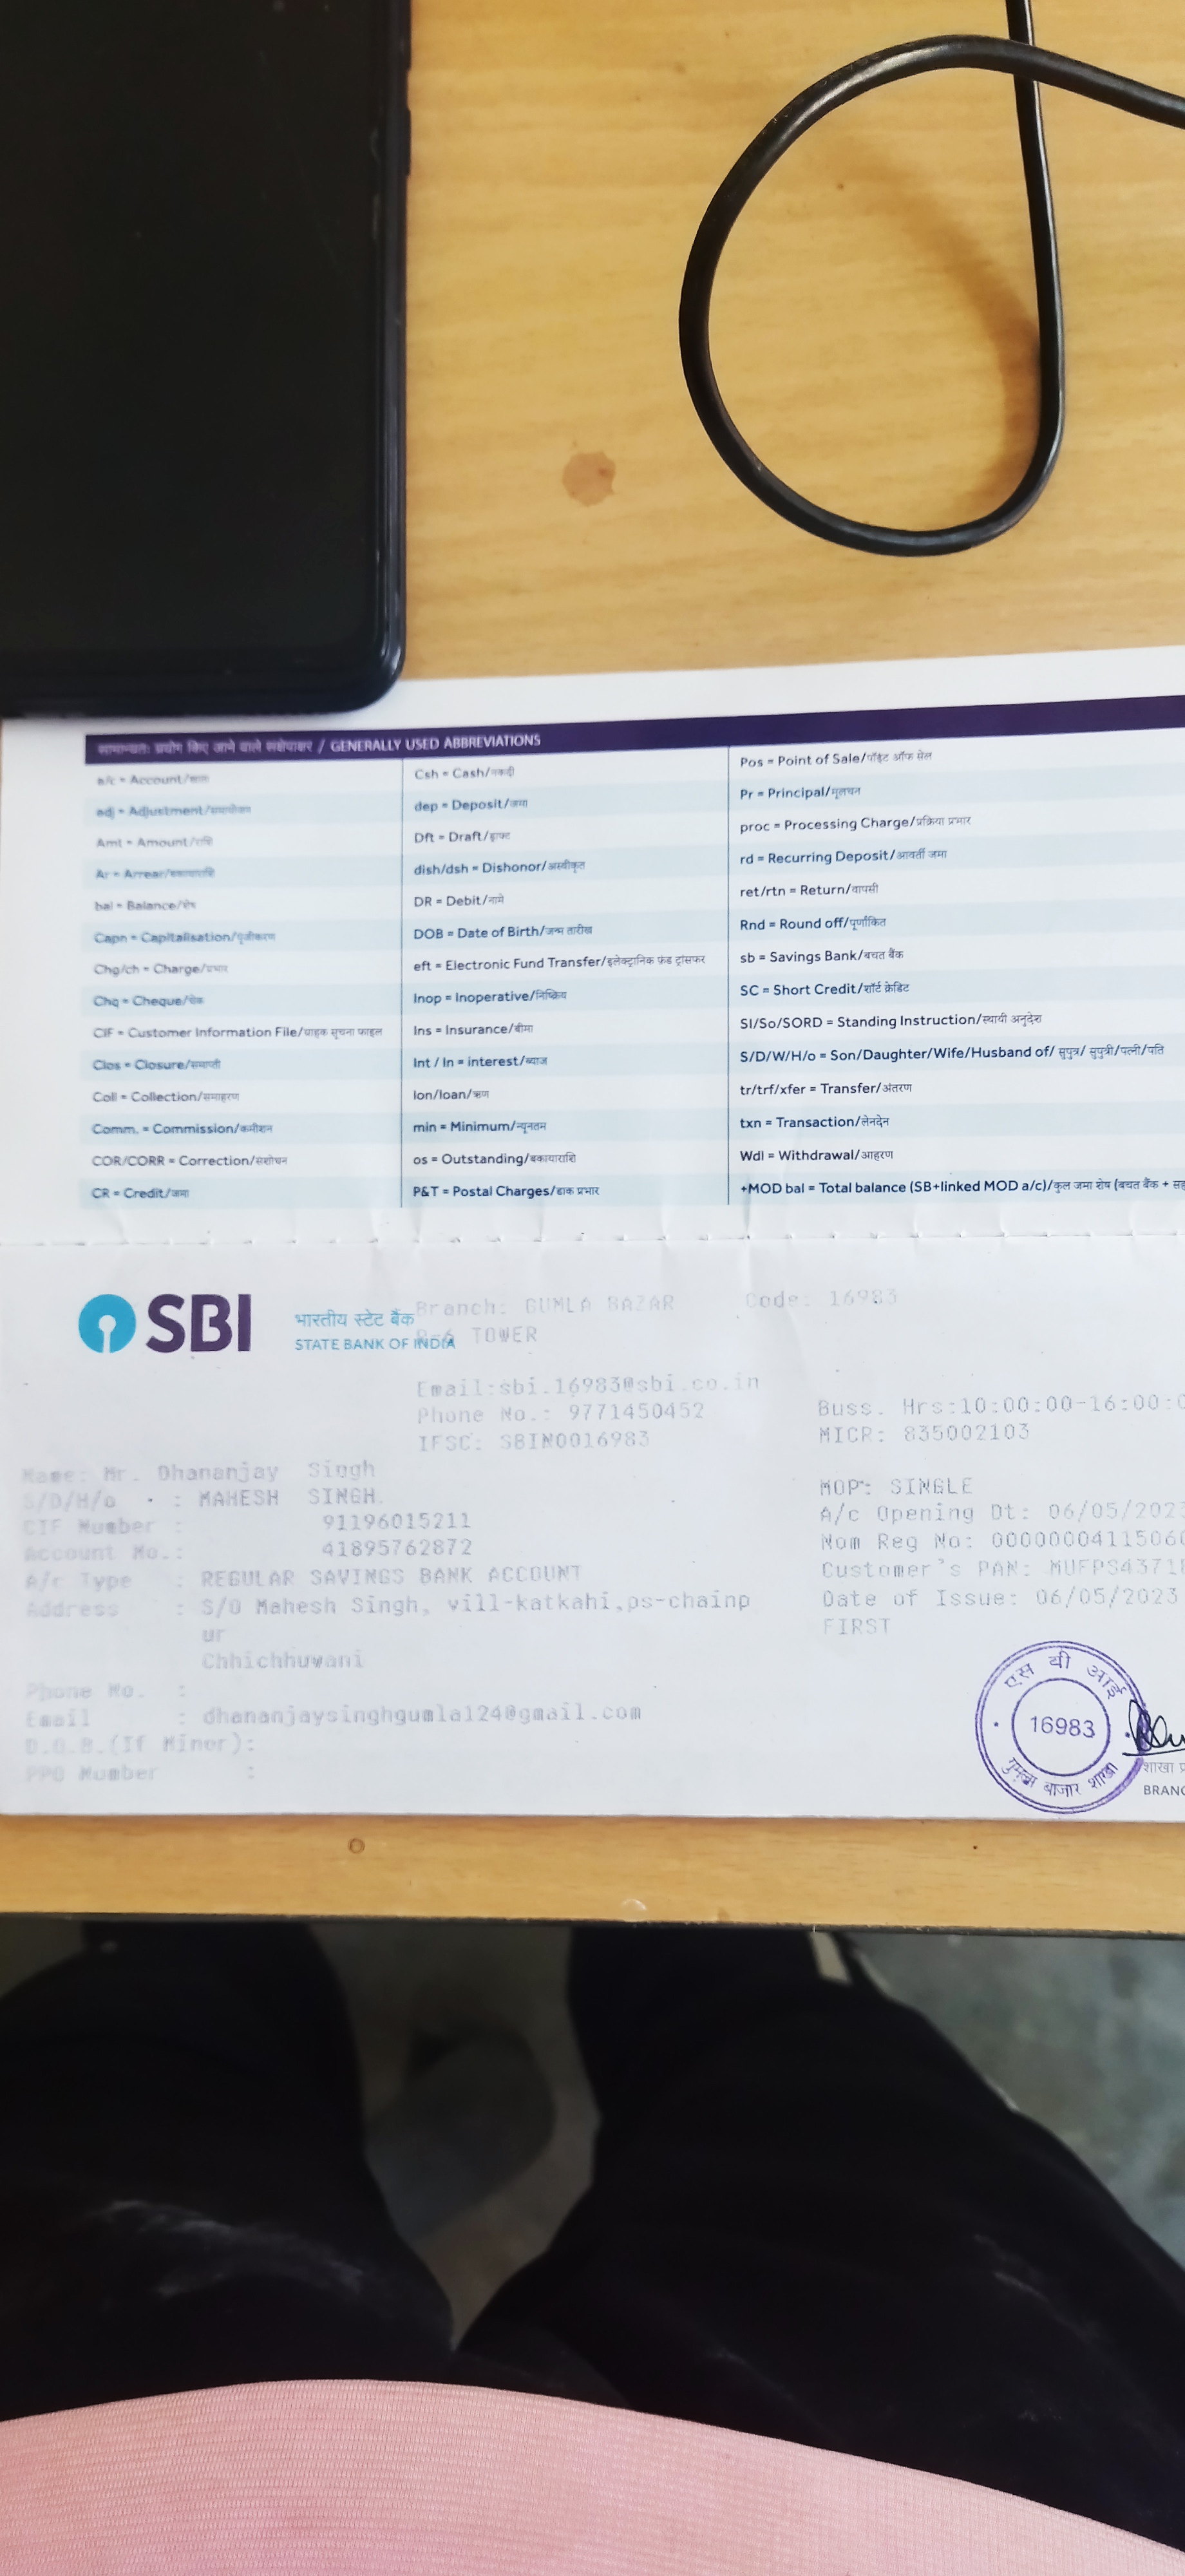 सामान्यतः प्रयोग किए जाने वाले संक्षेपाक्षर / GENERALLY USED ABBREVIATIONS
a/c = Account/खाता
adj = Adjustment/समायोजन
Amt = Amount/राशि
Ar = Arrear/बकायाराशि
bal = Balance/शेष
Capn = Capitalisation/पूंजीकरण
Chg/ch = Charge/प्रभार
Chq = Cheque/चेक
CIF = Customer Information File/ग्राहक सूचना फाइल
Clos = Closure/समाप्ती
Coll = Collection/समाहरण
Comm. = Commission/कमीशन
COR/CORR = Correction/संशोधन
CR = Credit/जमा
Csh = Cash/नकदी
dep = Deposit/जमा
Dft = Draft/ड्राफ्ट
dish/dsh = Dishonor/अस्वीकृत
DR = Debit/नामे
DOB = Date of Birth/जन्म तारीख
eft = Electronic Fund Transfer/इलेक्ट्रानिक फंड ट्रांसफर
Inop = Inoperative/निष्क्रिय
Ins = Insurance/बीमा
Int / In = interest/ब्याज
lon/loan/ऋण
min = Minimum/न्यूनतम
os = Outstanding/बकायाराशि
P&T = Postal Charges/डाक प्रभार
Pos = Point of Sale/पॉइंट ऑफ सेल
Pr = Principal/मूलधन
proc = Processing Charge/प्रक्रिया प्रभार
rd = Recurring Deposit/आवर्ती जमा
ret/rtn = Return/वापसी
Rnd = Round off/पूर्णांकित
sb = Savings Bank/बचत बैंक
SC = Short Credit/शॉर्ट क्रेडिट
SI/So/SORD = Standing Instruction/स्थायी अनुदेश
S/D/W/H/o = Son/Daughter/Wife/Husband of/ सुपुत्र/ सुपुत्री/पत्नी/पति
tr/trf/xfer = Transfer/अंतरण
txn = Transaction/लेनदेन
Wdl = Withdrawal/आहरण
+MOD bal = Total balance (SB+linked MOD a/c)/कुल जमा शेष (बचत बैंक +
SBI
भारतीय स्टेट बैंक
STATE BANK OF INDIA
Branch: GUMLA BAZAR Code: 16983
TOWER
Email:sbi.16983@sbi.co.in
Phone No.: 9771450452
IFSC: SBIN0016983
Buss. Hrs:10:00:00-16:00:0
MICR: 835002103
Name: Mr. Dhananjay Singh
S/D/H/o : MAHESH SINGH
CIF Number : 91196015211
Account No.: 41895762872
A/c Type : REGULAR SAVINGS BANK ACCOUNT
Address : S/O Mahesh Singh, vill-katkahi,ps-chainp
ur
Chhichhuwani
Phone No. :
Email : dhananjaysinghgumla124@gmail.com
D.O.B.(If Minor):
PPO Number :
MOP: SINGLE
A/c Opening Dt: 06/05/2023
Nom Reg No: 00000004115060
Customer's PAN: MUFPS4371
Date of Issue: 06/05/2023
FIRST
एस बी आई
16983
गुमला बाजार शाखा
शाखा
BRANC